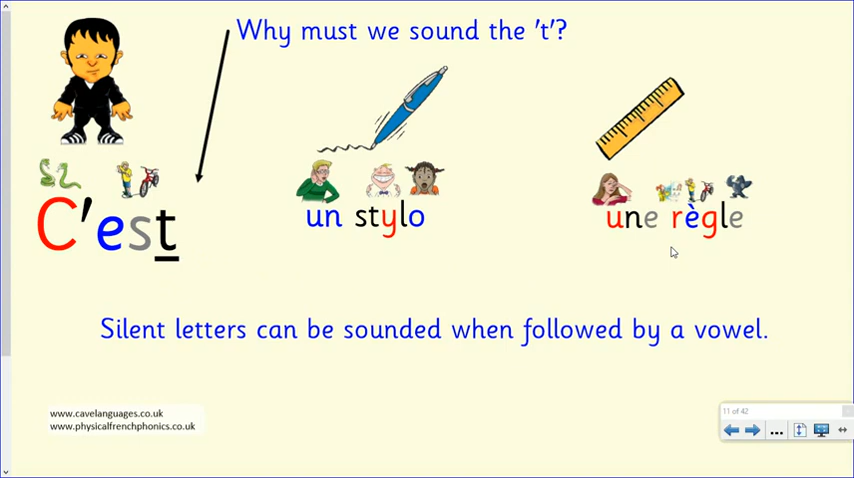 Why must we sound the 't'?
C'est
un stylo
une règle
Silent letters can be sounded when followed by a vowel.
www.cavelanguages.co.uk
www.physicalfrenchphonics.co.uk
11 of 42
...